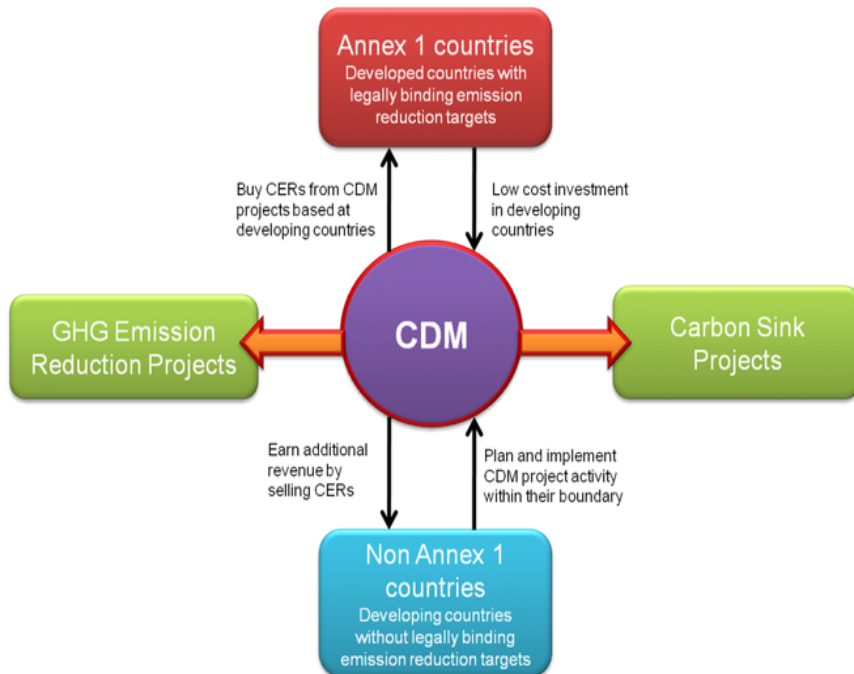 Annex 1 countries
Developed countries with
legally binding emission
reduction targets
Buy CERs from CDM
projects based at
developing countries
Low cost investment
in developing
countries
GHG Emission
Reduction Projects
CDM
Carbon Sink
Projects
Earn additional
revenue by
selling CERs
Plan and implement
CDM project activity
within their boundary
Non Annex 1
countries
Developing countries
without legally binding
emission reduction targets